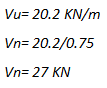 Vu= 20.2 KN/m
Vn= 20.2/0.75
Vn= 27 KN